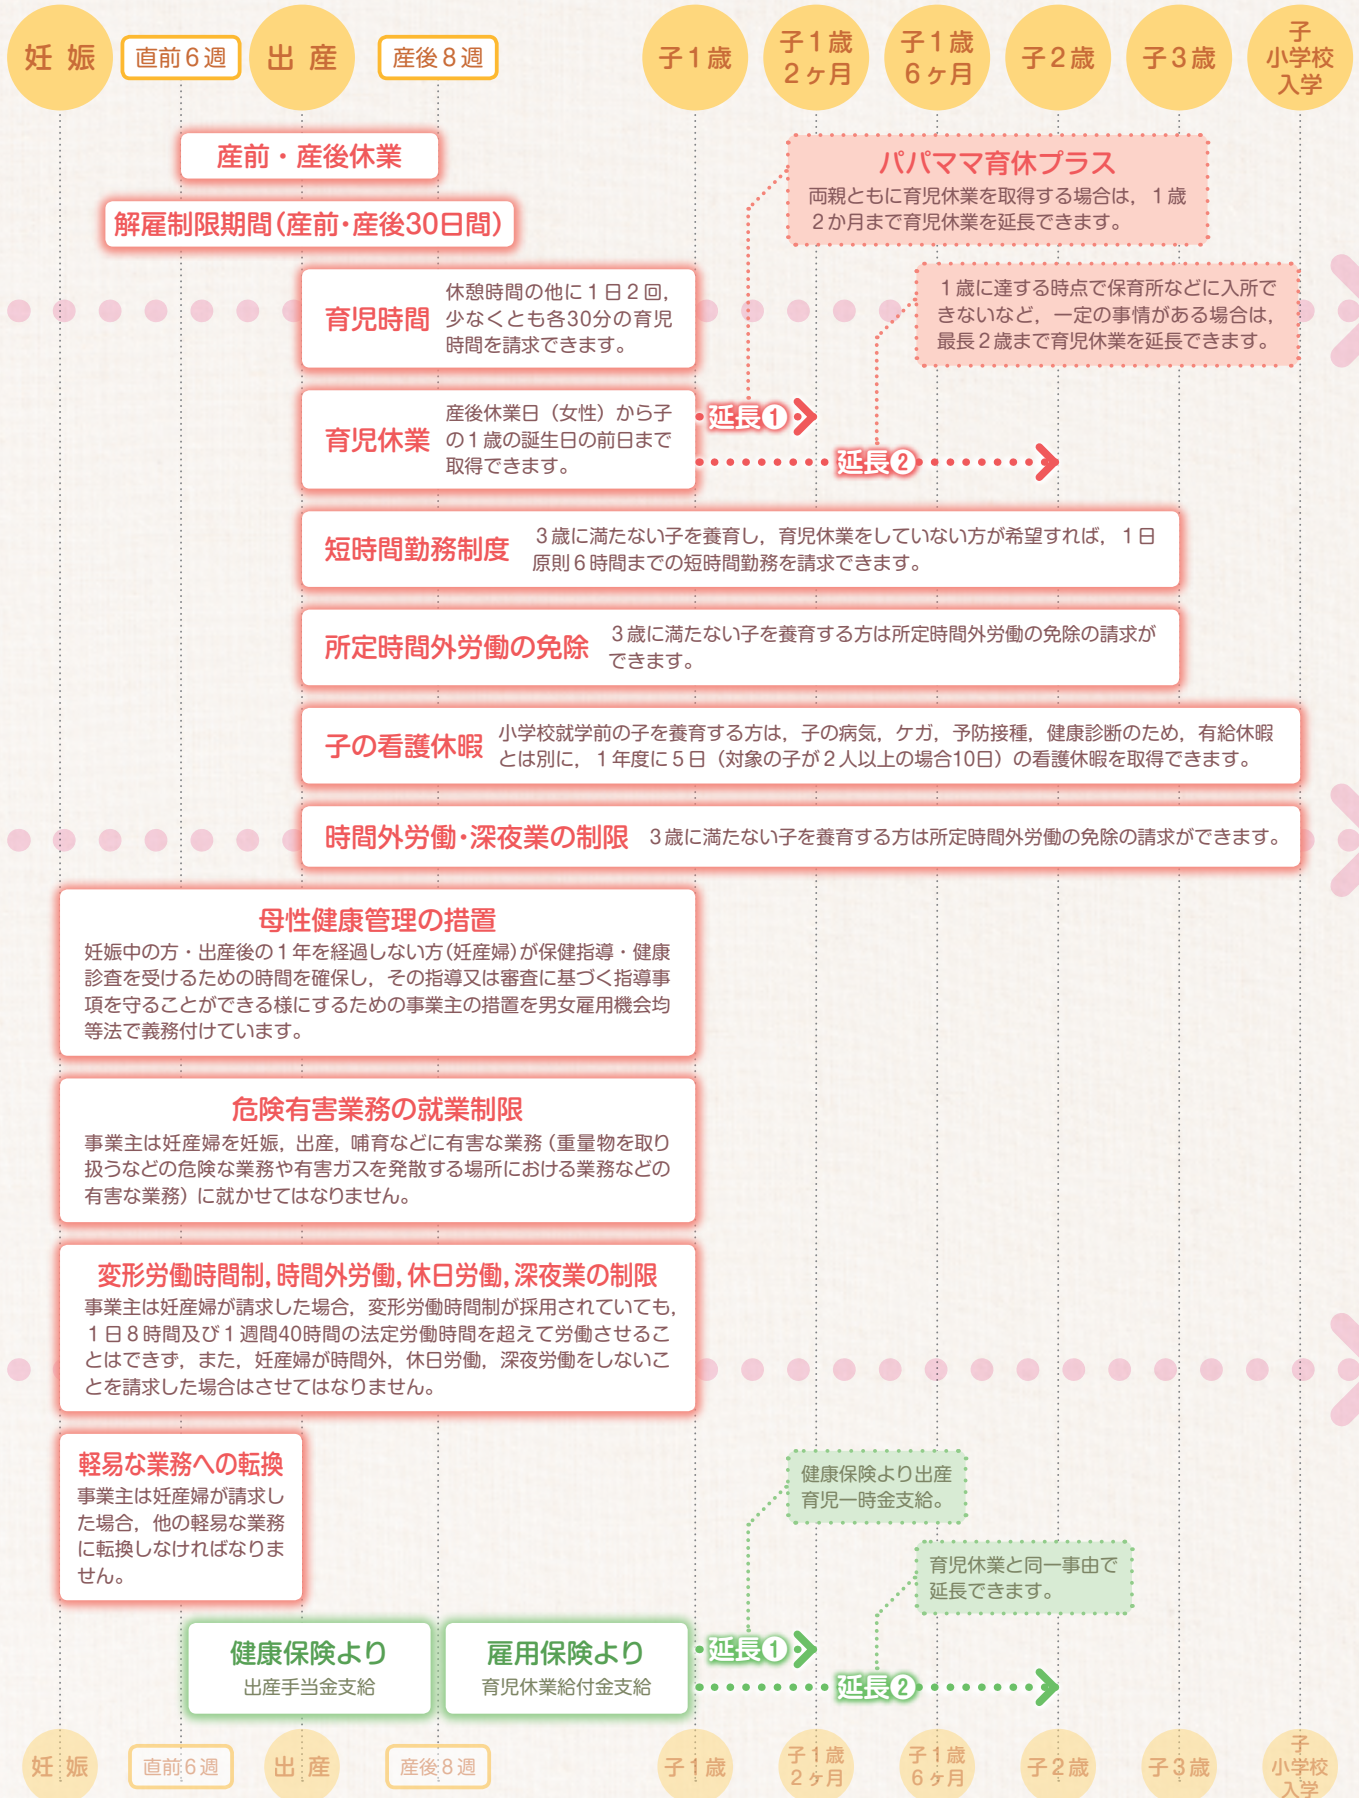 妊娠
直前6週
出産
産後8週
子1歳
子1歳
2ヶ月
子1歳
6ヶ月
子2歳
子3歳
子
小学校
入学
産前・産後休業
解雇制限期間(産前・産後30日間)
パパママ育休プラス
両親ともに育児休業を取得する場合は，1歳
2か月まで育児休業を延長できます。
1歳に達する時点で保育所などに入所で
きないなど，一定の事情がある場合は，
最長2歳まで育児休業を延長できます。
育児時間
休憩時間の他に1日2回，
少なくとも各30分の育児
時間を請求できます。
育児休業
産後休業日（女性）から子
の1歳の誕生日の前日まで
取得できます。
延長❶
延長❷
短時間勤務制度
3歳に満たない子を養育し，育児休業をしていない方が希望すれば，1日
原則6時間までの短時間勤務を請求できます。
所定時間外労働の免除
3歳に満たない子を養育する方は所定時間外労働の免除の請求が
できます。
子の看護休暇
小学校就学前の子を養育する方は，子の病気，ケガ，予防接種，健康診断のため，有給休暇
とは別に，1年度に5日（対象の子が2人以上の場合10日）の看護休暇を取得できます。
時間外労働・深夜業の制限
3歳に満たない子を養育する方は所定時間外労働の免除の請求ができます。
母性健康管理の措置
妊娠中の方・出産後の1年を経過しない方(妊産婦)が保健指導・健康
診査を受けるための時間を確保し，その指導又は審査に基づく指導事
項を守ることができる様にするための事業主の措置を男女雇用機会均
等法で義務付けています。
危険有害業務の就業制限
事業主は妊産婦を妊娠，出産，哺育などに有害な業務（重量物を取り
扱うなどの危険な業務や有害ガスを発散する場所における業務などの
有害な業務）に就かせてはなりません。
変形労働時間制，時間外労働，休日労働，深夜業の制限
事業主は妊産婦が請求した場合，変形労働時間制が採用されていても，
1日8時間及び1週間40時間の法定労働時間を超えて労働させるこ
とはできず，また，妊産婦が時間外，休日労働，深夜労働をしないこ
とを請求した場合はさせてはなりません。
軽易な業務への転換
事業主は妊産婦が請求し
た場合，他の軽易な業務
に転換しなければなりま
せん。
健康保険より出産
育児一時金支給。
育児休業と同一事由で
延長できます。
健康保険より
出産手当金支給
雇用保険より
育児休業給付金支給
延長❶
延長❷
妊娠
直前6週
出産
産後8週
子1歳
子1歳
2ヶ月
子1歳
6ヶ月
子2歳
子3歳
子
小学校
入学